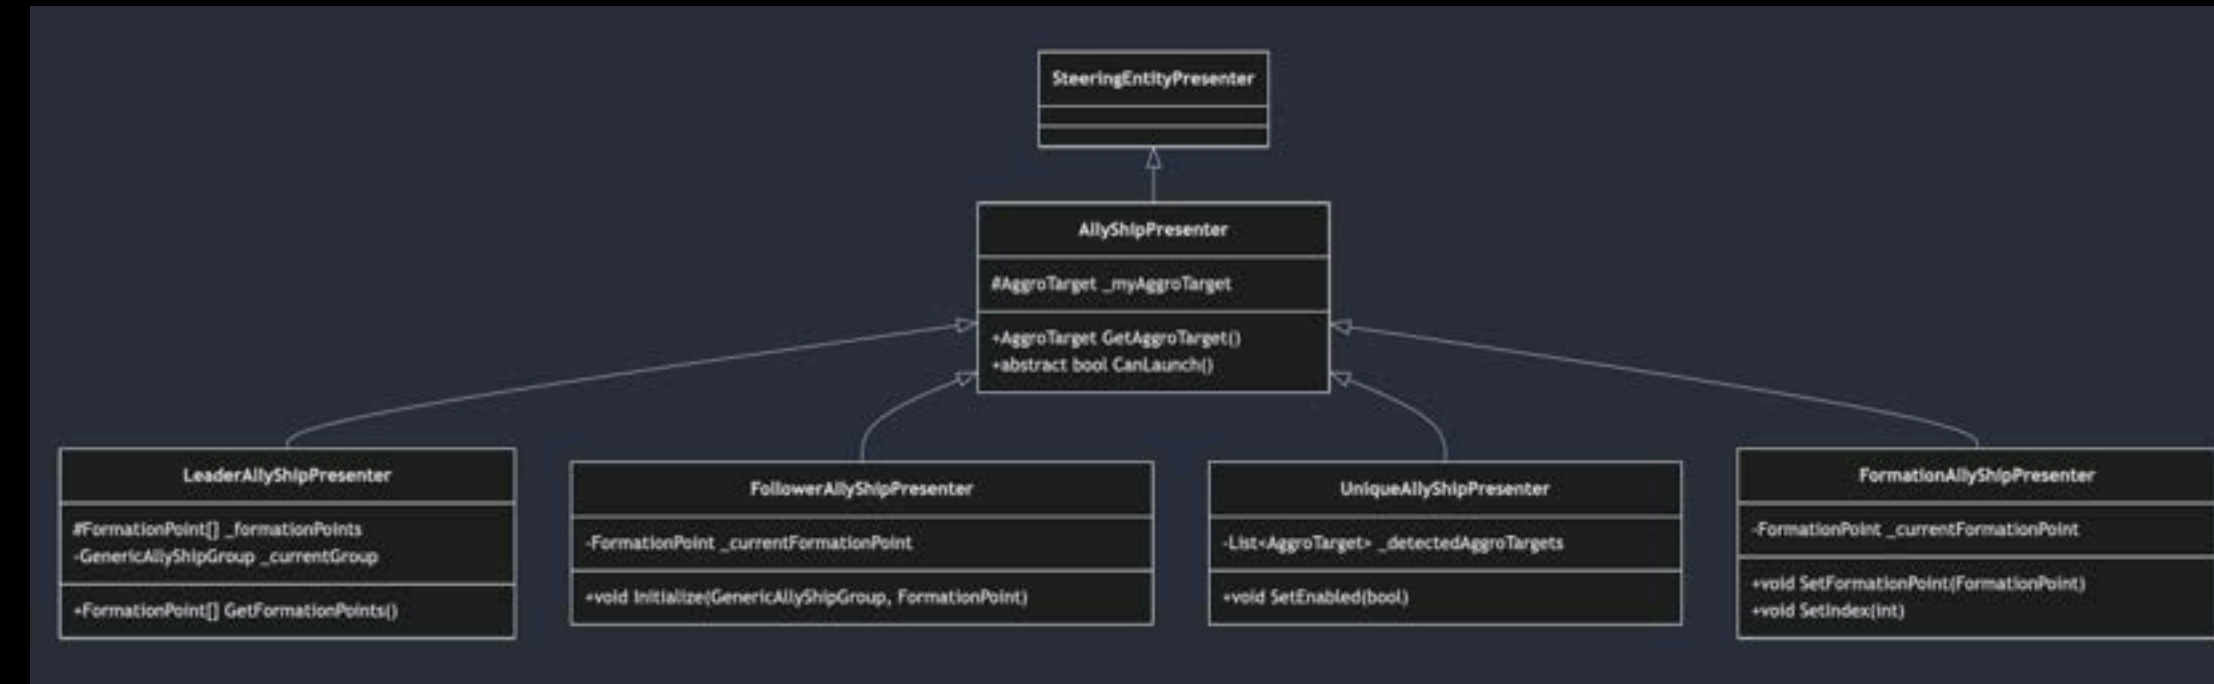 SteeringEntityPresenter
AllyShipPresenter
#AggroTarget _myAggroTarget
+AggroTarget GetAggroTarget()
+abstract bool CanLaunch()
LeaderAllyShipPresenter
#FormationPoint[] _formationPoints
-GenericAllyShipGroup _currentGroup
+FormationPoint[] GetFormationPoints()
FollowerAllyShipPresenter
-FormationPoint _currentFormationPoint
+void Initialize(GenericAllyShipGroup, FormationPoint)
UniqueAllyShipPresenter
-List<AggroTarget> _detectedAggroTargets
+void SetEnabled(bool)
FormationAllyShipPresenter
-FormationPoint _currentFormationPoint
+void SetFormationPoint(FormationPoint)
+void SetIndex(int)